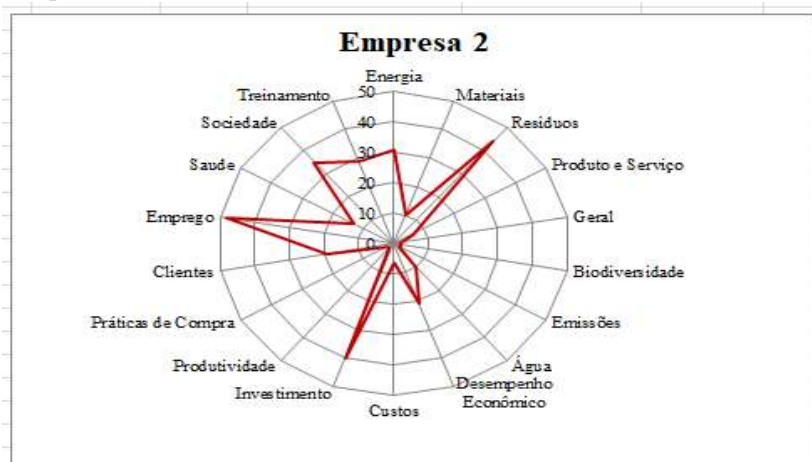 Empresa 2
Energia
Materiais
Resíduos
Produto e Serviço
Geral
Biodiversidade
Emissões
Água
Desempenho
Econômico
Custos
Investimento
Produtividade
Práticas de Compra
Clientes
Emprego
Saude
Sociedade
Treinamento
50
40
30
20
10
0